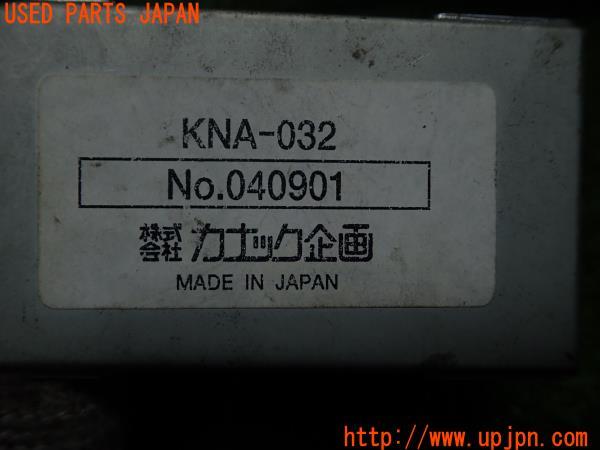 USED PARTS JAPAN
KNA-032
No.040901
株式会社 カナック企画
MADE IN JAPAN
UPJ
http:// www.upjpn.com